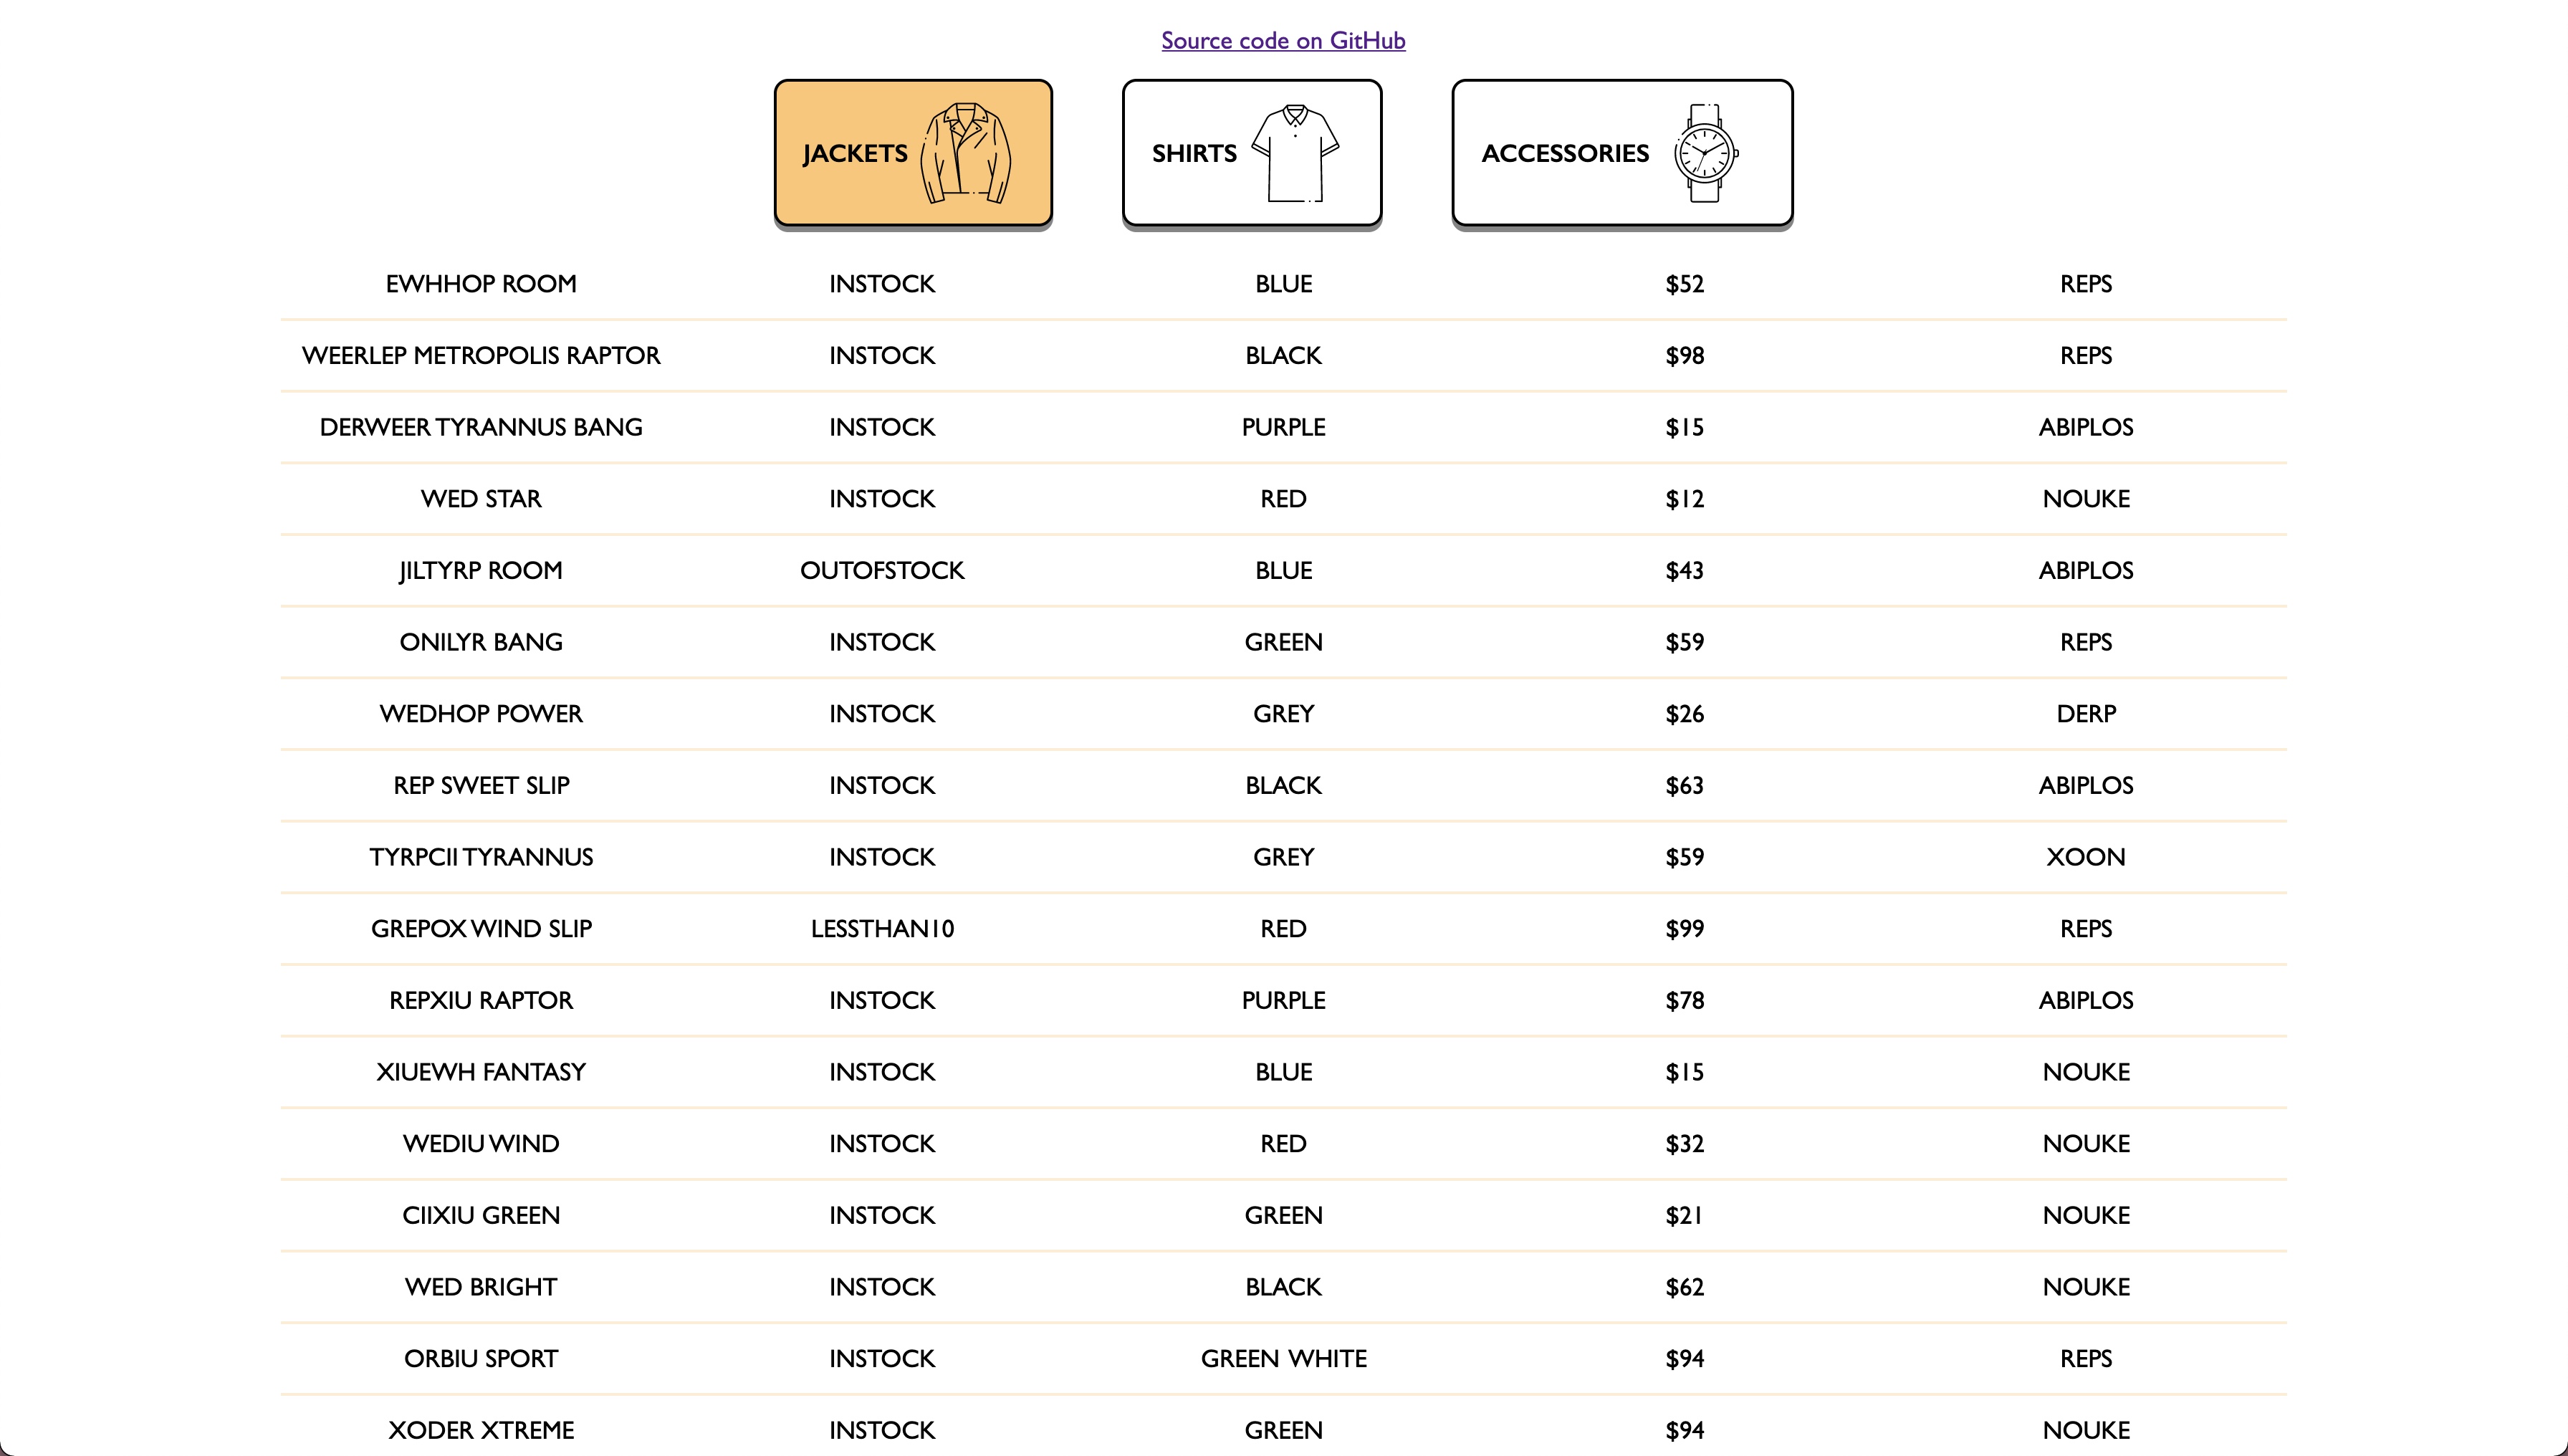 Source code on GitHub
JACKETS SHIRTS ACCESSORIES
EWHHOP ROOM INSTOCK BLUE $52 REPS
WEERLEP METROPOLIS RAPTOR INSTOCK BLACK $98 REPS
DERWEER TYRANNUS BANG INSTOCK PURPLE $15 ABIPLOS
WED STAR INSTOCK RED $12 NOUKE
JILTYRP ROOM OUTOFSTOCK BLUE $43 ABIPLOS
ONILYR BANG INSTOCK GREEN $59 REPS
WEDHOP POWER INSTOCK GREY $26 DERP
REP SWEET SLIP INSTOCK BLACK $63 ABIPLOS
TYRPCII TYRANNUS INSTOCK GREY $59 XOON
GREPOX WIND SLIP LESSTHAN10 RED $99 REPS
REPXIU RAPTOR INSTOCK PURPLE $78 ABIPLOS
XIUEWH FANTASY INSTOCK BLUE $15 NOUKE
WEDIU WIND INSTOCK RED $32 NOUKE
CIIXIU GREEN INSTOCK GREEN $21 NOUKE
WED BRIGHT INSTOCK BLACK $62 NOUKE
ORBIU SPORT INSTOCK GREEN WHITE $94 REPS
XODER XTREME INSTOCK GREEN $94 NOUKE